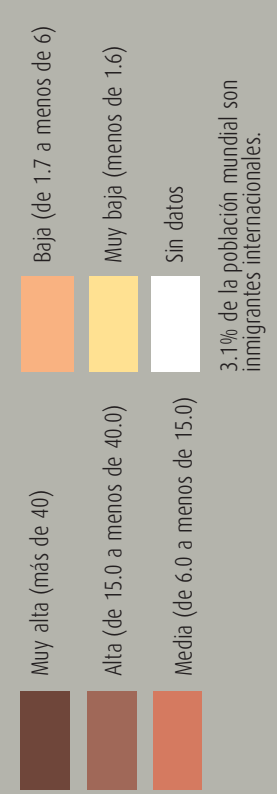 Muy alta (más de 40)
Alta (de 15.0 a menos de 40.0)
Media (de 6.0 a menos de 15.0)
Baja (de 1.7 a menos de 6)
Muy baja (menos de 1.6)
Sin datos
3.1% de la población mundial son
inmigrantes internacionales.